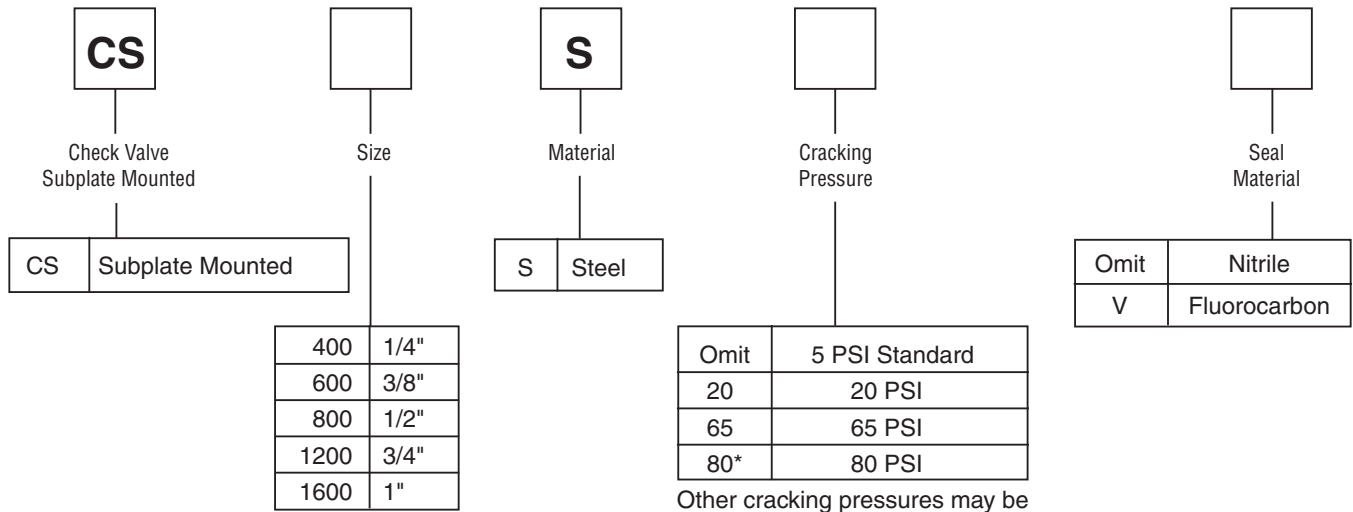 CS
S
Check Valve
Subplate Mounted
Size
Material
Cracking
Pressure
Seal
Material
CS Subplate Mounted
S Steel
Omit Nitrile
V Fluorocarbon
400 1/4"
600 3/8"
800 1/2"
1200 3/4"
1600 1"
Omit 5 PSI Standard
20 20 PSI
65 65 PSI
80* 80 PSI
Other cracking pressures may be